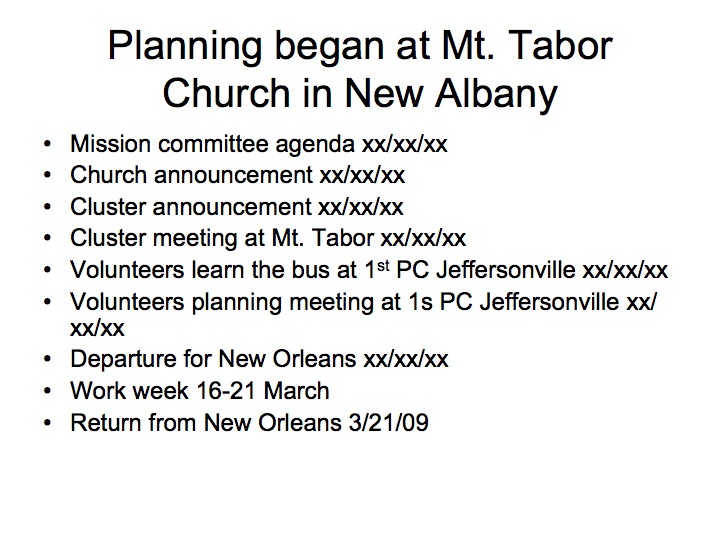 Planning began at Mt. Tabor
Church in New Albany
• Mission committee agenda xx/xx/xx
• Church announcement xx/xx/xx
• Cluster announcement xx/xx/xx
• Cluster meeting at Mt. Tabor xx/xx/xx
• Volunteers learn the bus at 1st PC Jeffersonville xx/xx/xx
• Volunteers planning meeting at 1s PC Jeffersonville xx/
xx/xx
• Departure for New Orleans xx/xx/xx
• Work week 16-21 March
• Return from New Orleans 3/21/09